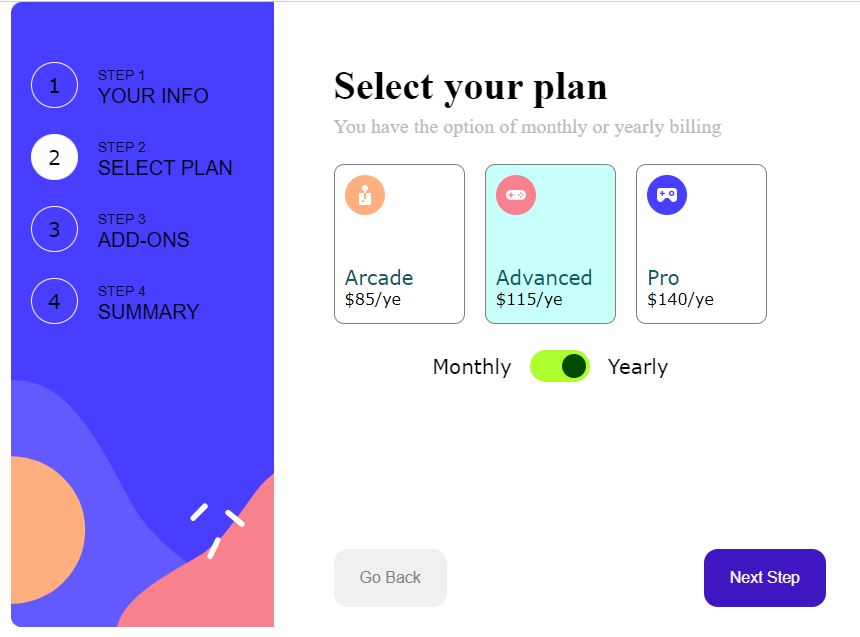 1
STEP 1
YOUR INFO
2
STEP 2
SELECT PLAN
3
STEP 3
ADD-ONS
4
STEP 4
SUMMARY
Select your plan
You have the option of monthly or yearly billing
Arcade
$85/ye
Advanced
$115/ye
Pro
$140/ye
Monthly Yearly
Go Back Next Step